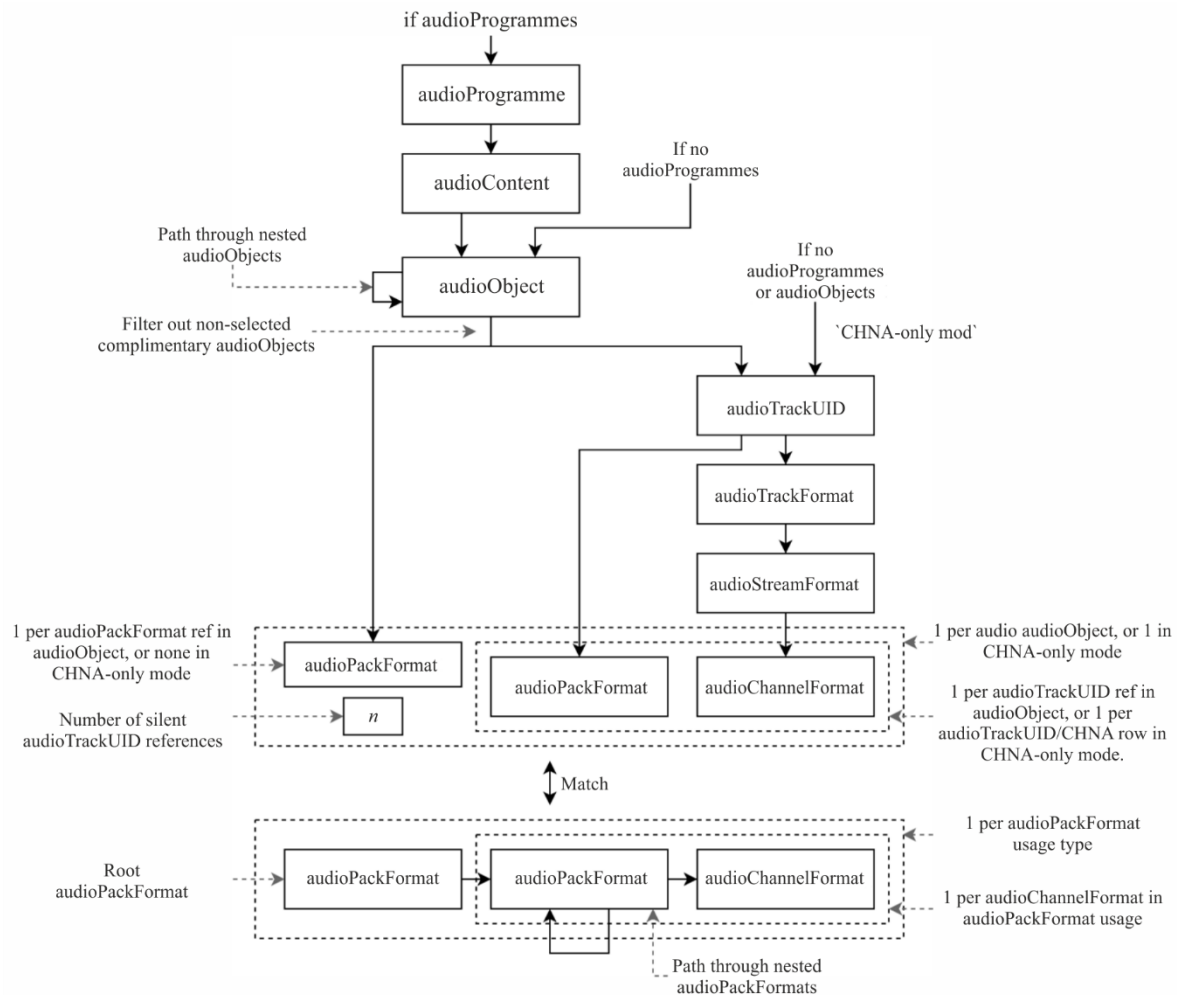 if audioProgrammes
audioProgramme
If no
audioProgrammes
audioContent
Path through nested
audioObjects
If no
audioProgrammes
or audioObjects
audioObject
Filter out non-selected
complimentary audioObjects
`CHNA-only mod`
audioTrackUID
audioTrackFormat
audioStreamFormat
1 per audioPackFormat ref in
audioObject, or none in
CHNA-only mode
audioPackFormat
audioPackFormat
audioChannelFormat
1 per audio audioObject, or 1 in
CHNA-only mode
Number of silent
audioTrackUID references
n
1 per audioTrackUID ref in
audioObject, or 1 per
audioTrackUID/CHNA row in
CHNA-only mode.
Match
1 per audioPackFormat
usage type
Root
audioPackFormat
audioPackFormat
audioPackFormat
audioChannelFormat
1 per audioChannelFormat in
audioPackFormat usage
Path through nested
audioPackFormats